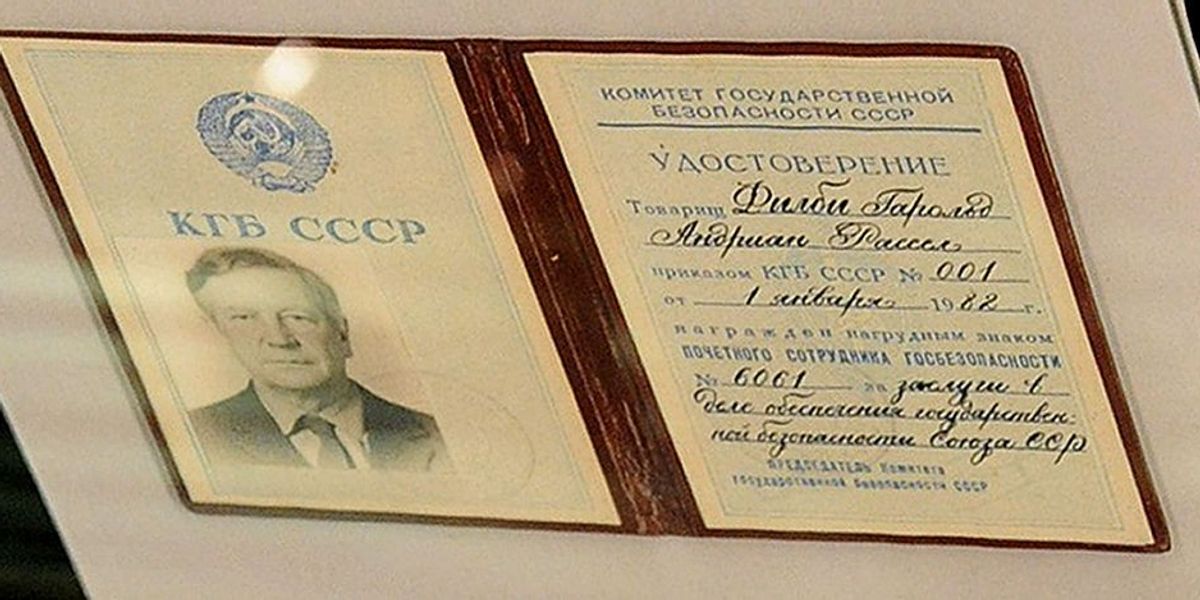 КГБ СССР
КОМИТЕТ ГОСУДАРСТВЕННОЙ
БЕЗОПАСНОСТИ СССР
УДОСТОВЕРЕНИЕ
Товарищ Филби Гарольд
Андриан Рассел
приказом КГБ СССР № 001
от 1 января 1982 г.
награжден нагрудным знаком
ПОЧЕТНОГО СОТРУДНИКА ГОСБЕЗОПАСНОСТИ
№ 6061 за заслуги в
деле обеспечения государствен-
ной безопасности Союза ССР
ПРЕДСЕДАТЕЛЬ Комитета
государственной безопасности СССР